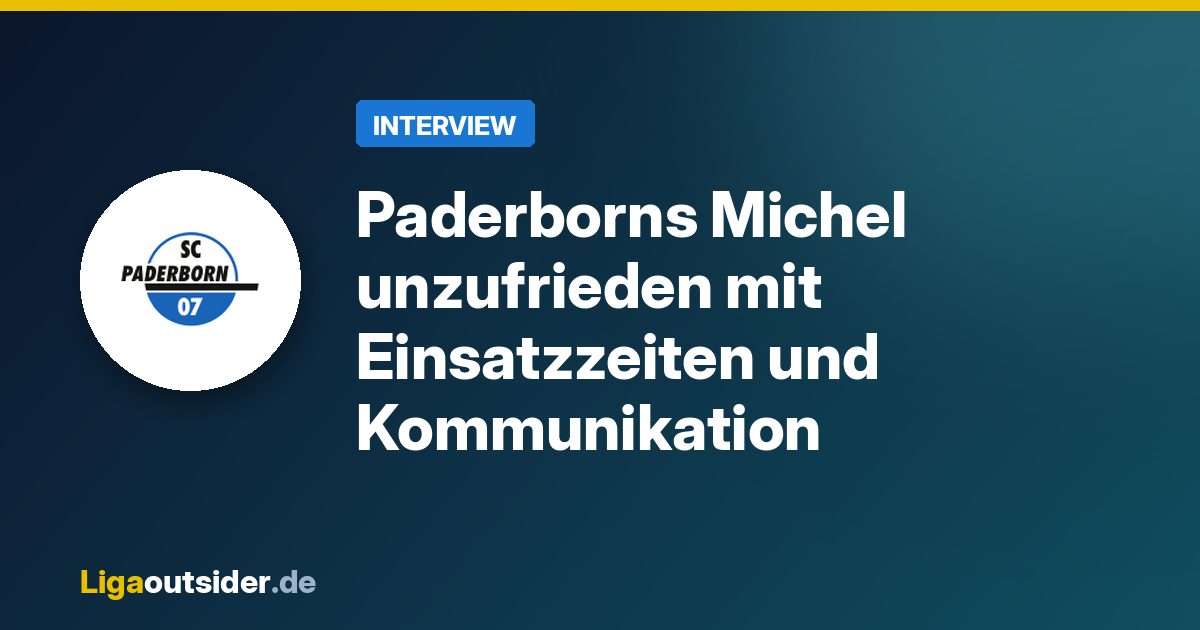 INTERVIEW
SC
PADERBORN
07
Paderborns Michel
unzufrieden mit
Einsatzzeiten und
Kommunikation
Ligaoutsider.de